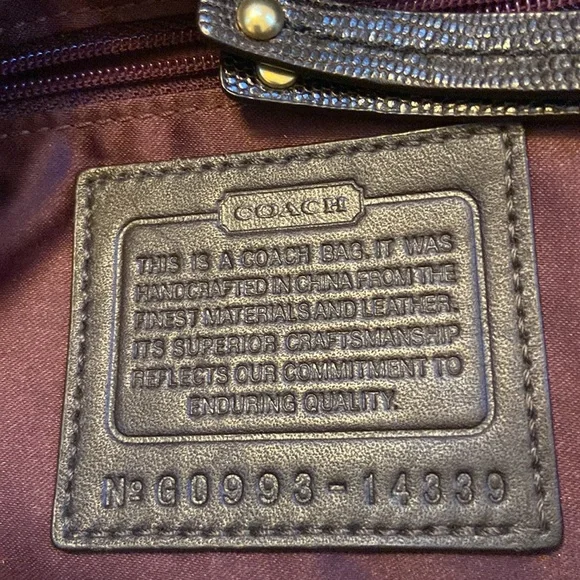 COACH
THIS IS A COACH BAG. IT WAS
HANDCRAFTED IN CHINA FROM THE
FINEST MATERIALS AND LEATHER.
ITS SUPERIOR CRAFTSMANSHIP
REFLECTS OUR COMMITMENT TO
ENDURING QUALITY.
Nº G0993-14339